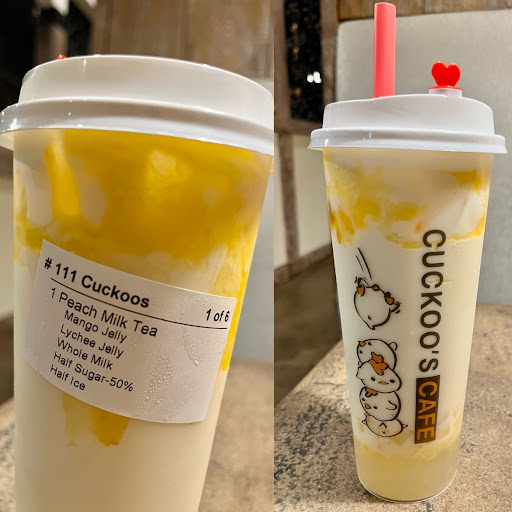 # 111 Cuckoos
1 of 6
1 Peach Milk Tea
Mango Jelly
Lychee Jelly
Whole Milk
Half Sugar-50%
Half Ice
CUCKOO'S CAFE